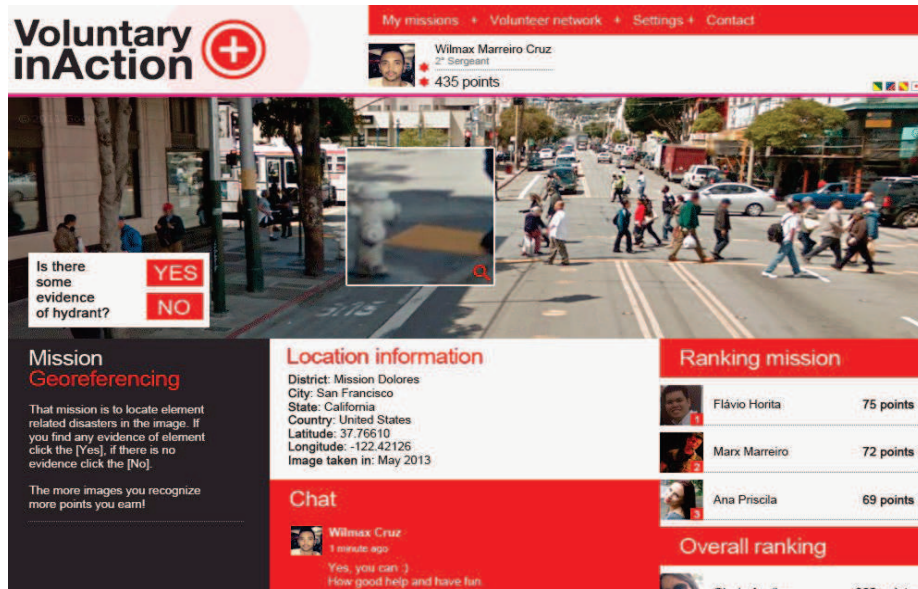 Voluntary
inAction
My missions + Volunteer network + Settings + Contact
Wilmax Marreiro Cruz
2° Sergeant
435 points
Is there
some
evidence
of hydrant?
YES
NO
Mission
Georeferencing
That mission is to locate element
related disasters in the image. If
you find any evidence of element
click the [Yes], if there is no
evidence click the [No].
The more images you recognize
more points you earn!
Location information
District: Mission Dolores
City: San Francisco
State: California
Country: United States
Latitude: 37.76610
Longitude: -122.42126
Image taken in: May 2013
Chat
Wilmax Cruz
1 minute ago
Yes, you can :)
How good help and have fun.
Ranking mission
1 Flávio Horita 75 points
2 Marx Marreiro 72 points
3 Ana Priscila 69 points
Overall ranking